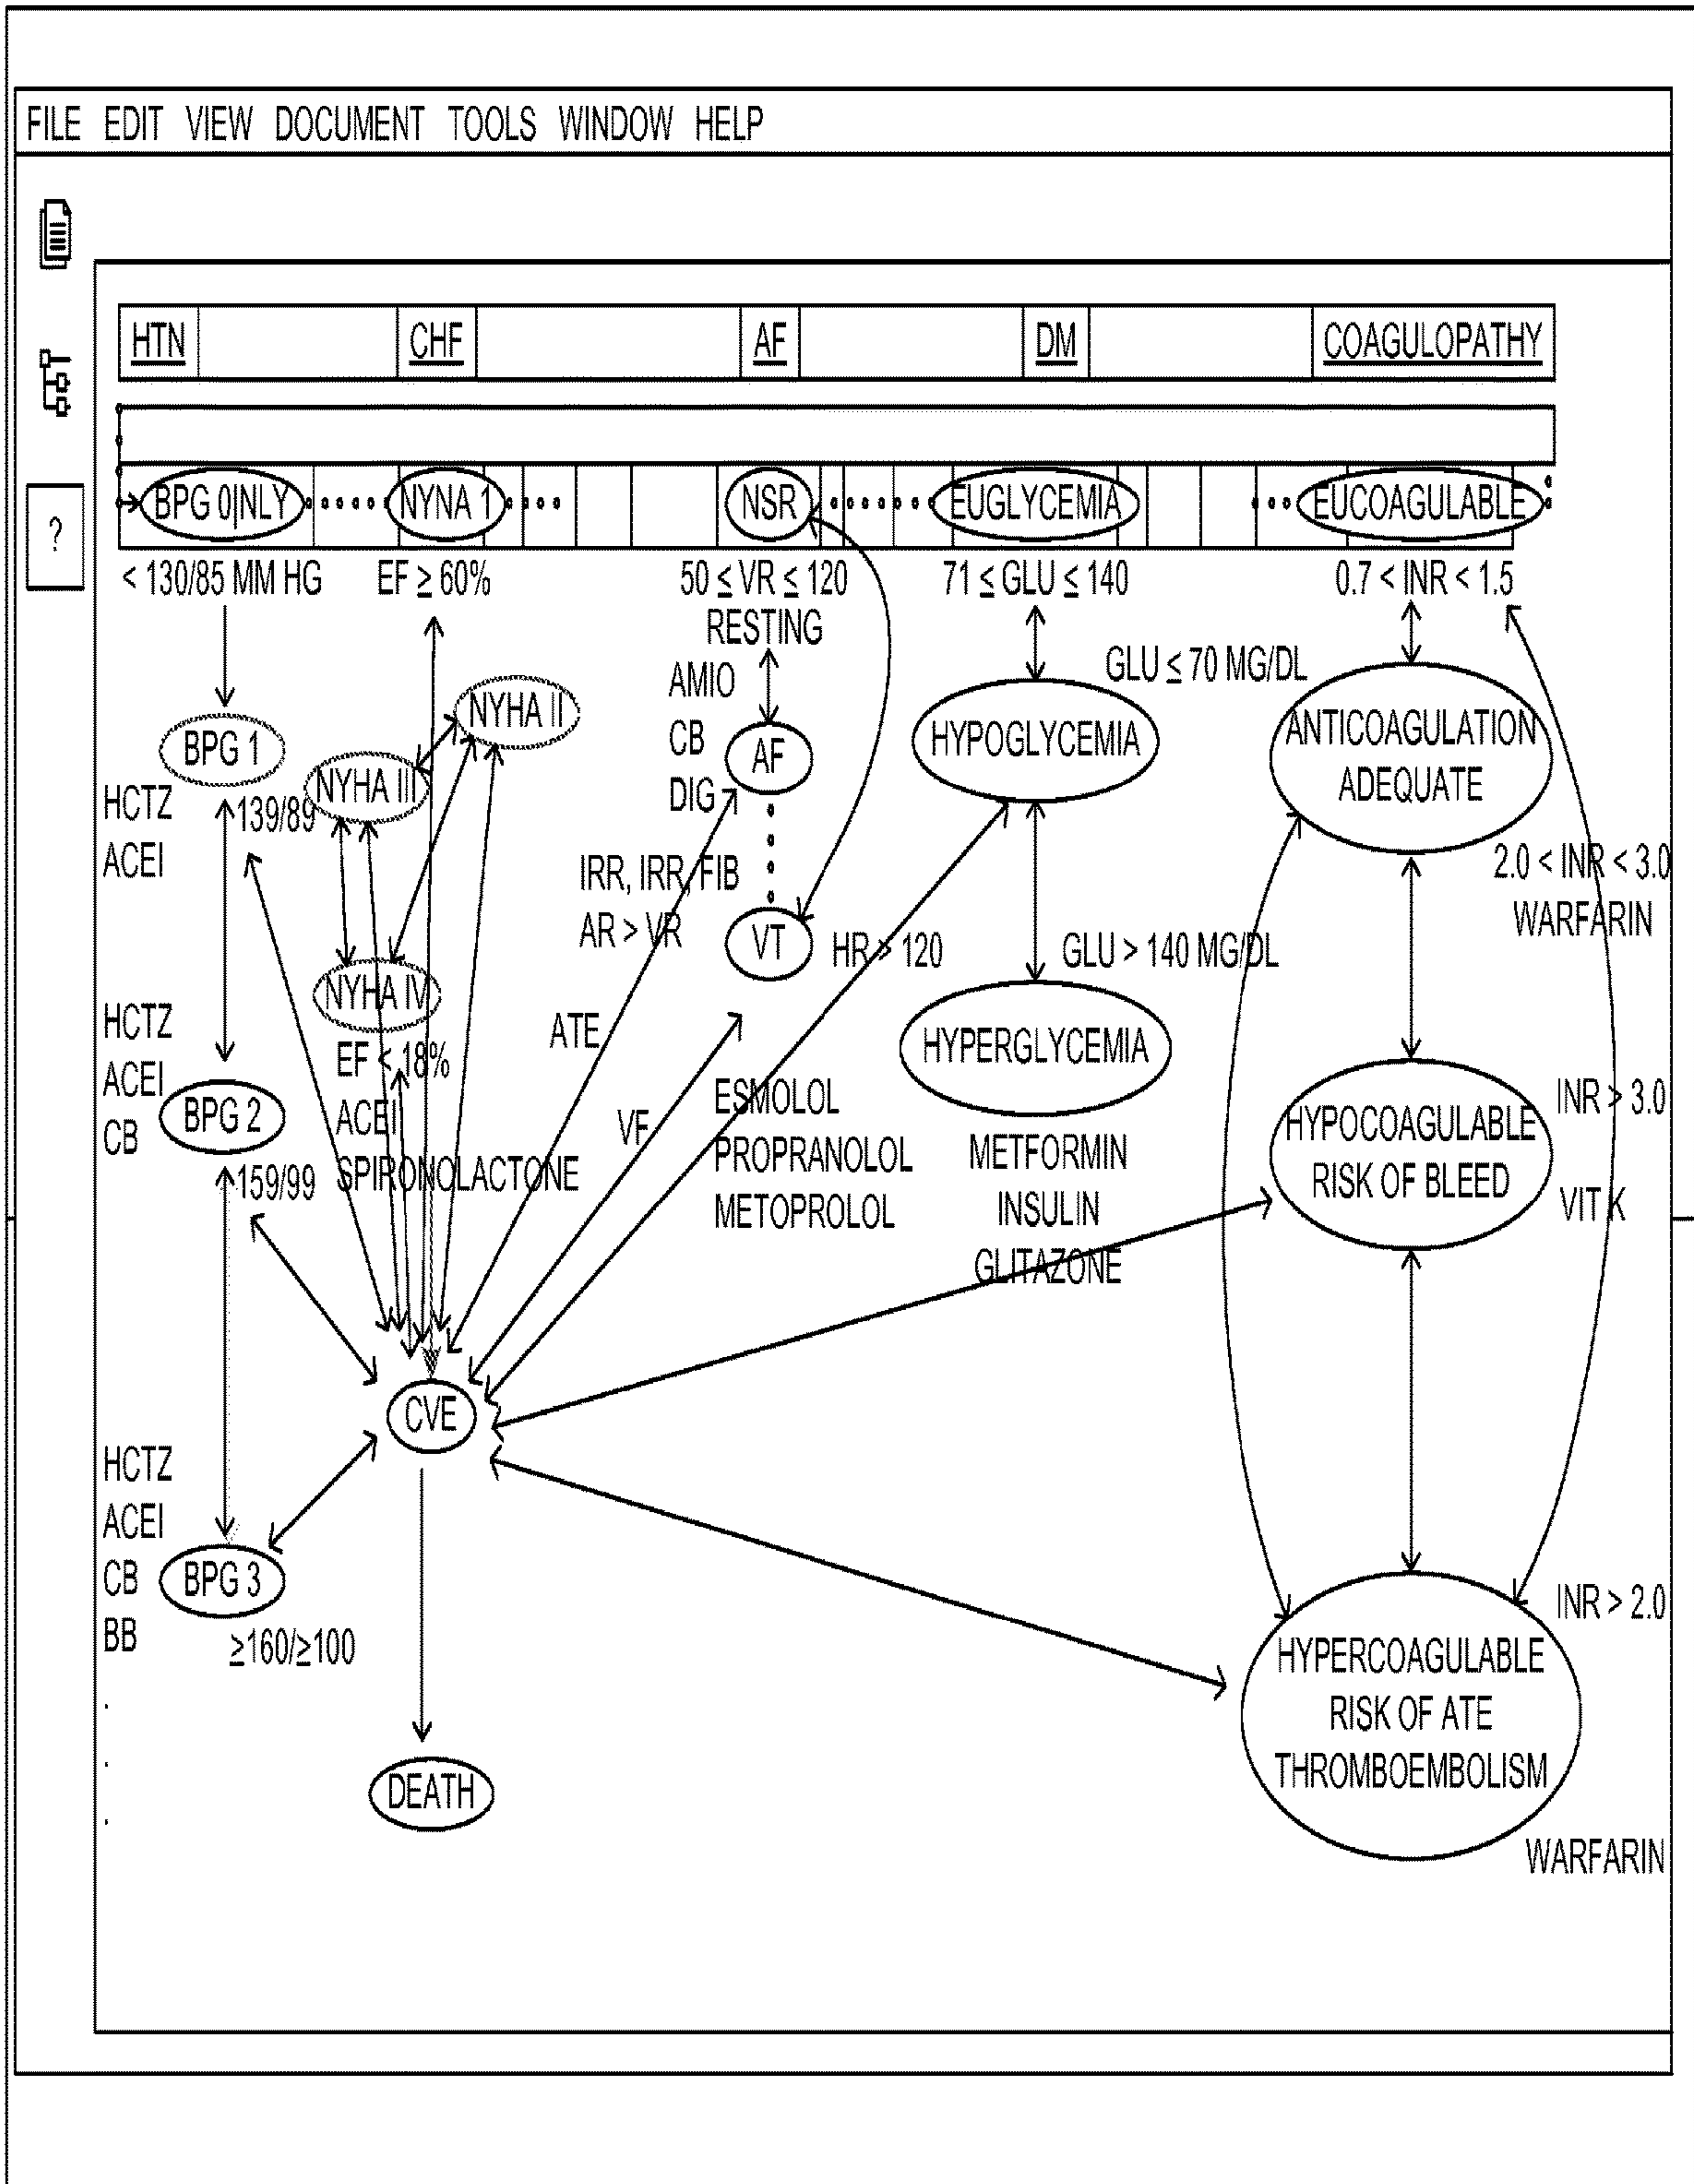 FILE EDIT VIEW DOCUMENT TOOLS WINDOW HELP
HTN
CHF
AF
DM
COAGULOPATHY
?
BPG 0|NLY
NYNA 1
NSR
EUGLYCEMIA
EUCOAGULABLE
< 130/85 MM HG
EF ≥ 60%
50 ≤ VR ≤ 120
RESTING
71 ≤ GLU ≤ 140
0.7 < INR < 1.5
BPG 1
139/89
HCTZ
ACEI
NYHA II
NYHA III
NYHA IV
EF < 18%
ACEI
SPIRONOLACTONE
AMIO
CB
DIG
AF
IRR, IRR, FIB
AR > VR
VT
HR > 120
ATE
VF
ESMOLOL
PROPRANOLOL
METOPROLOL
GLU ≤ 70 MG/DL
HYPOGLYCEMIA
GLU > 140 MG/DL
HYPERGLYCEMIA
METFORMIN
INSULIN
GLITAZONE
ANTICOAGULATION
ADEQUATE
2.0 < INR < 3.0
WARFARIN
HYPOCOAGULABLE
RISK OF BLEED
INR > 3.0
VIT K
HCTZ
ACEI
CB
BPG 2
159/99
CVE
HCTZ
ACEI
CB
BB
BPG 3
≥160/≥100
DEATH
INR > 2.0
HYPERCOAGULABLE
RISK OF ATE
THROMBOEMBOLISM
WARFARIN